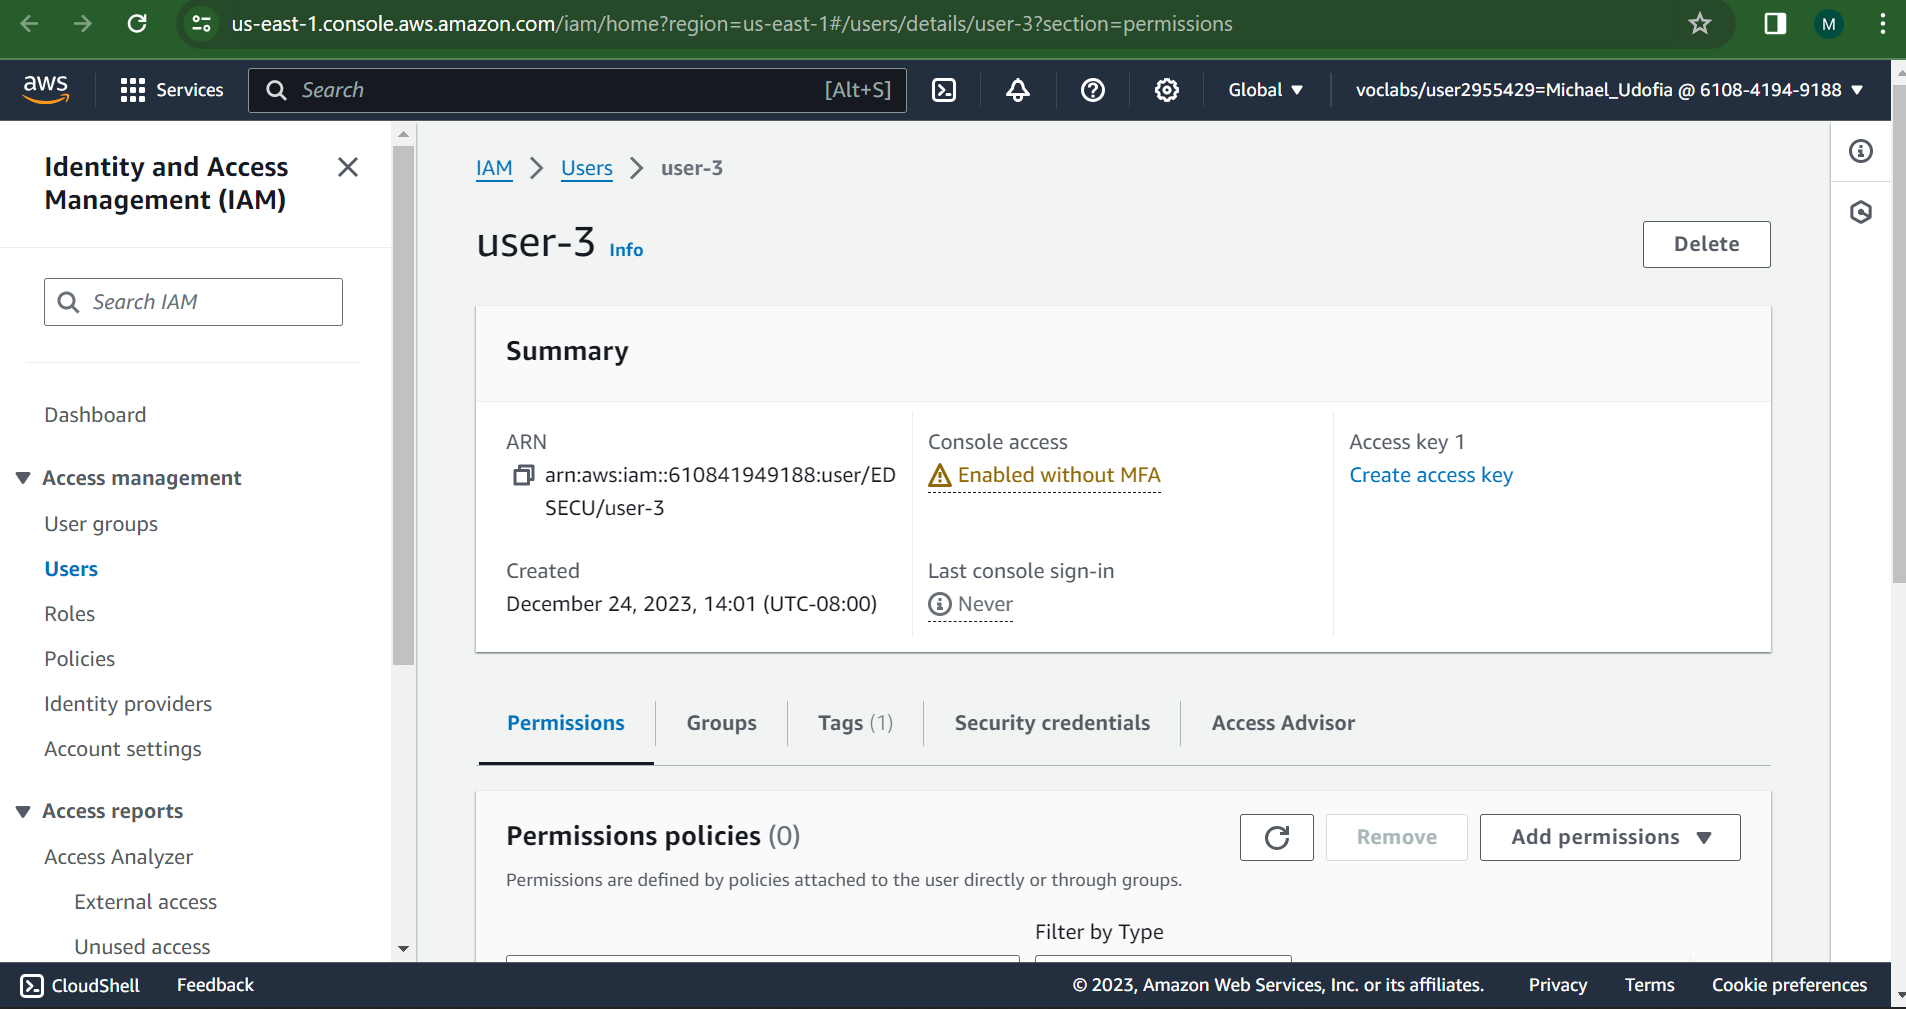 us-east-1.console.aws.amazon.com/iam/home?region=us-east-1#/users/details/user-3?section=permissions
M
aws
Services
Search
[Alt+S]
Global
voclabs/user2955429=Michael_Udofia @ 6108-4194-9188
Identity and Access
Management (IAM)
Search IAM
Dashboard
Access management
User groups
Users
Roles
Policies
Identity providers
Account settings
Access reports
Access Analyzer
External access
Unused access
IAM
Users
user-3
user-3 Info
Delete
Summary
ARN
arn:aws:iam::610841949188:user/ED
SECU/user-3
Created
December 24, 2023, 14:01 (UTC-08:00)
Console access
Enabled without MFA
Last console sign-in
Never
Access key 1
Create access key
Permissions
Groups
Tags (1)
Security credentials
Access Advisor
Permissions policies (0)
Remove
Add permissions
Permissions are defined by policies attached to the user directly or through groups.
Filter by Type
CloudShell
Feedback
© 2023, Amazon Web Services, Inc. or its affiliates.
Privacy
Terms
Cookie preferences